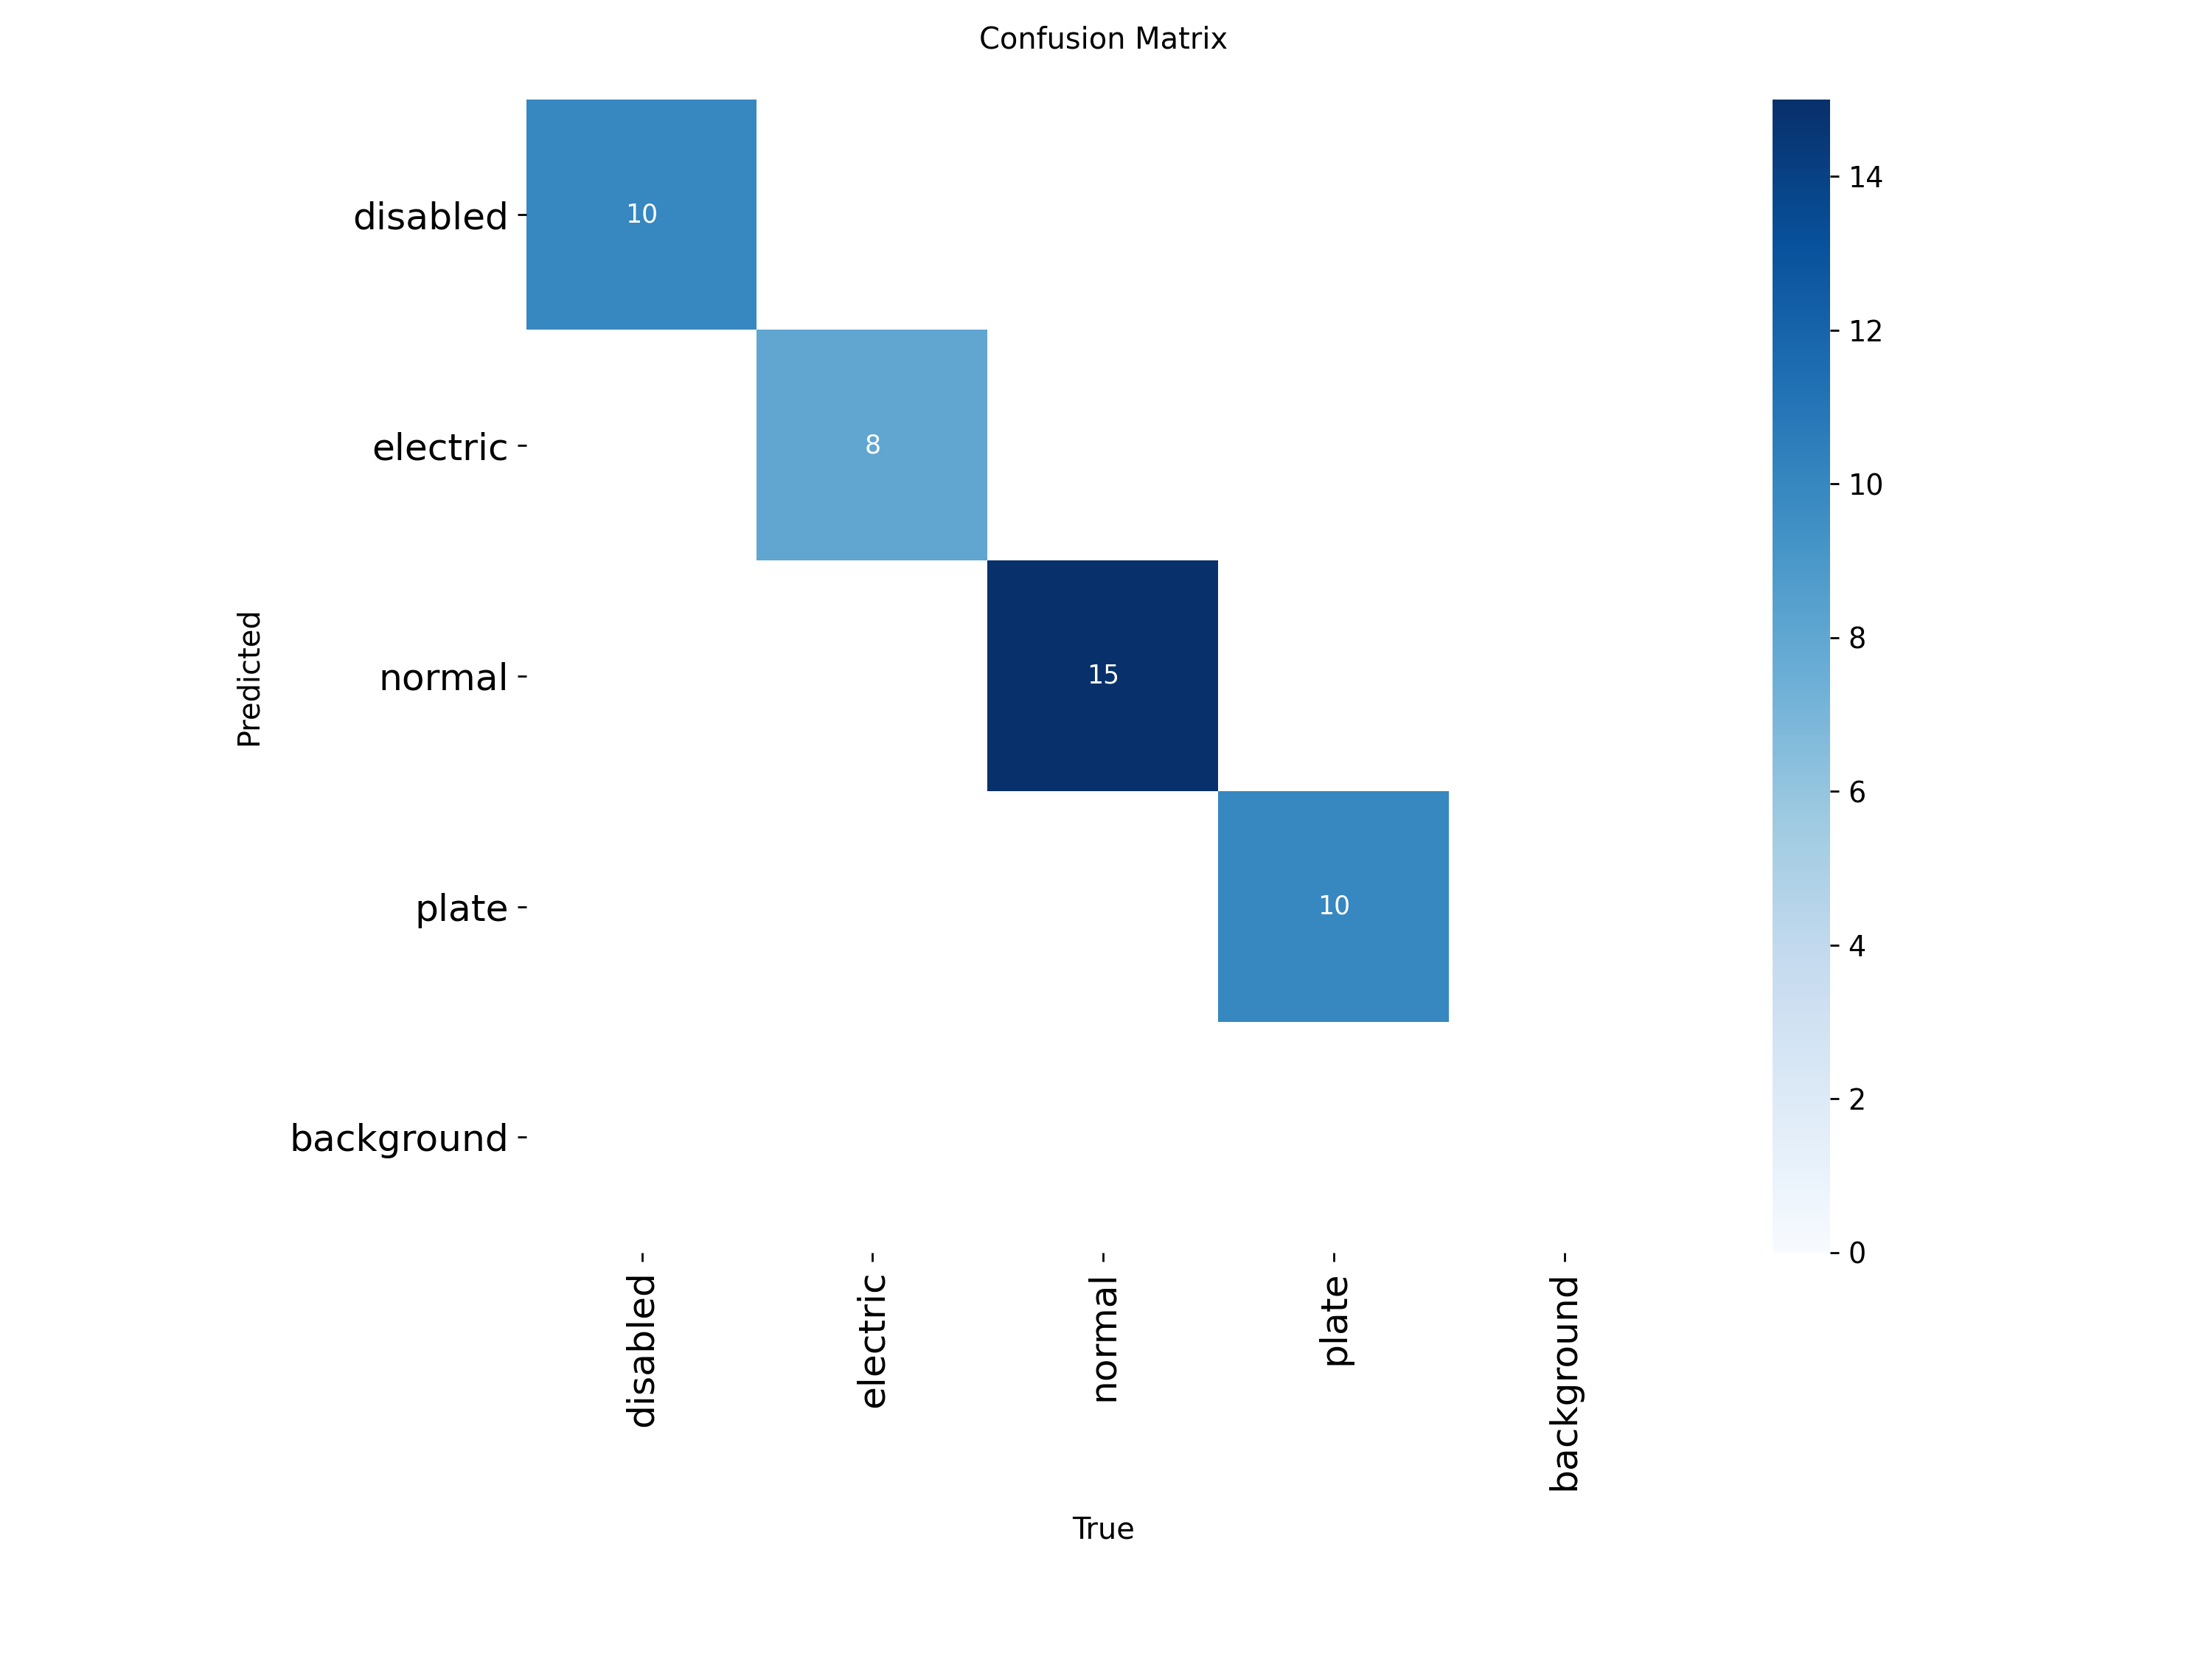 Confusion Matrix
disabled
electric
normal
plate
background
Predicted
10
8
15
10
14
12
10
8
6
4
2
0
disabled
electric
normal
plate
background
True